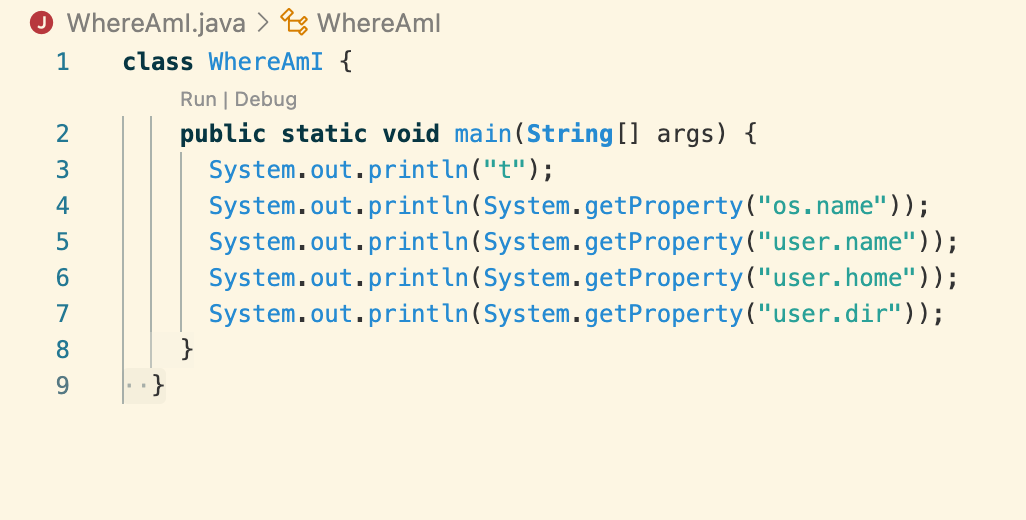 J WhereAmI.java > WhereAmI
1 class WhereAmI {
Run | Debug
2 public static void main(String[] args) {
3 System.out.println("t");
4 System.out.println(System.getProperty("os.name"));
5 System.out.println(System.getProperty("user.name"));
6 System.out.println(System.getProperty("user.home"));
7 System.out.println(System.getProperty("user.dir"));
8 }
9 ··}